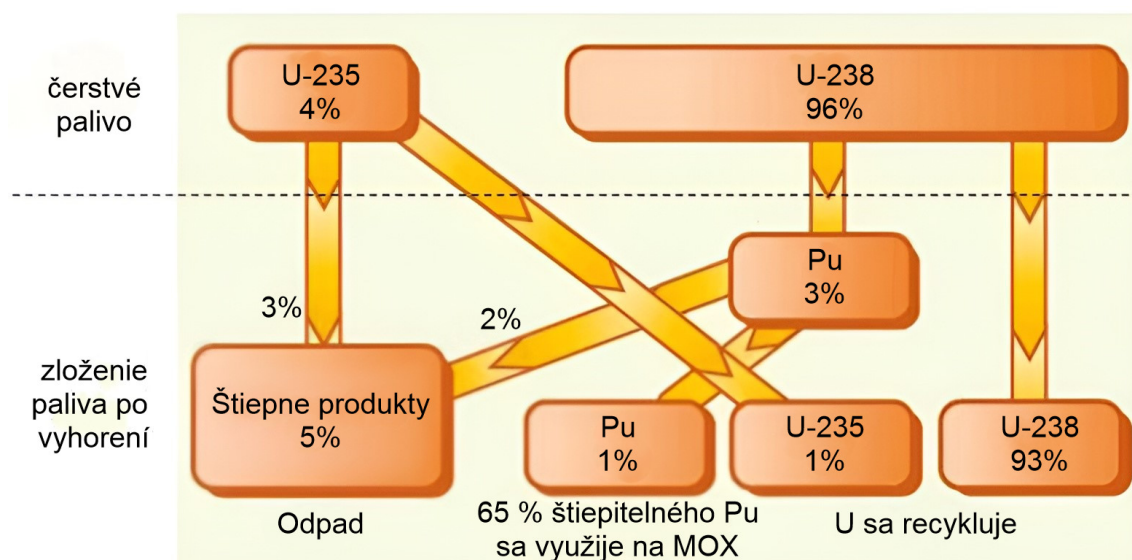 čerstvé
palivo
U-235
4%
U-238
96%
Pu
3%
3%
2%
zloženie
paliva po
vyhorení
Štiepne produkty
5%
Pu
1%
U-235
1%
U-238
93%
Odpad
65 % štiepitelného Pu
sa využije na MOX
U sa recykluje